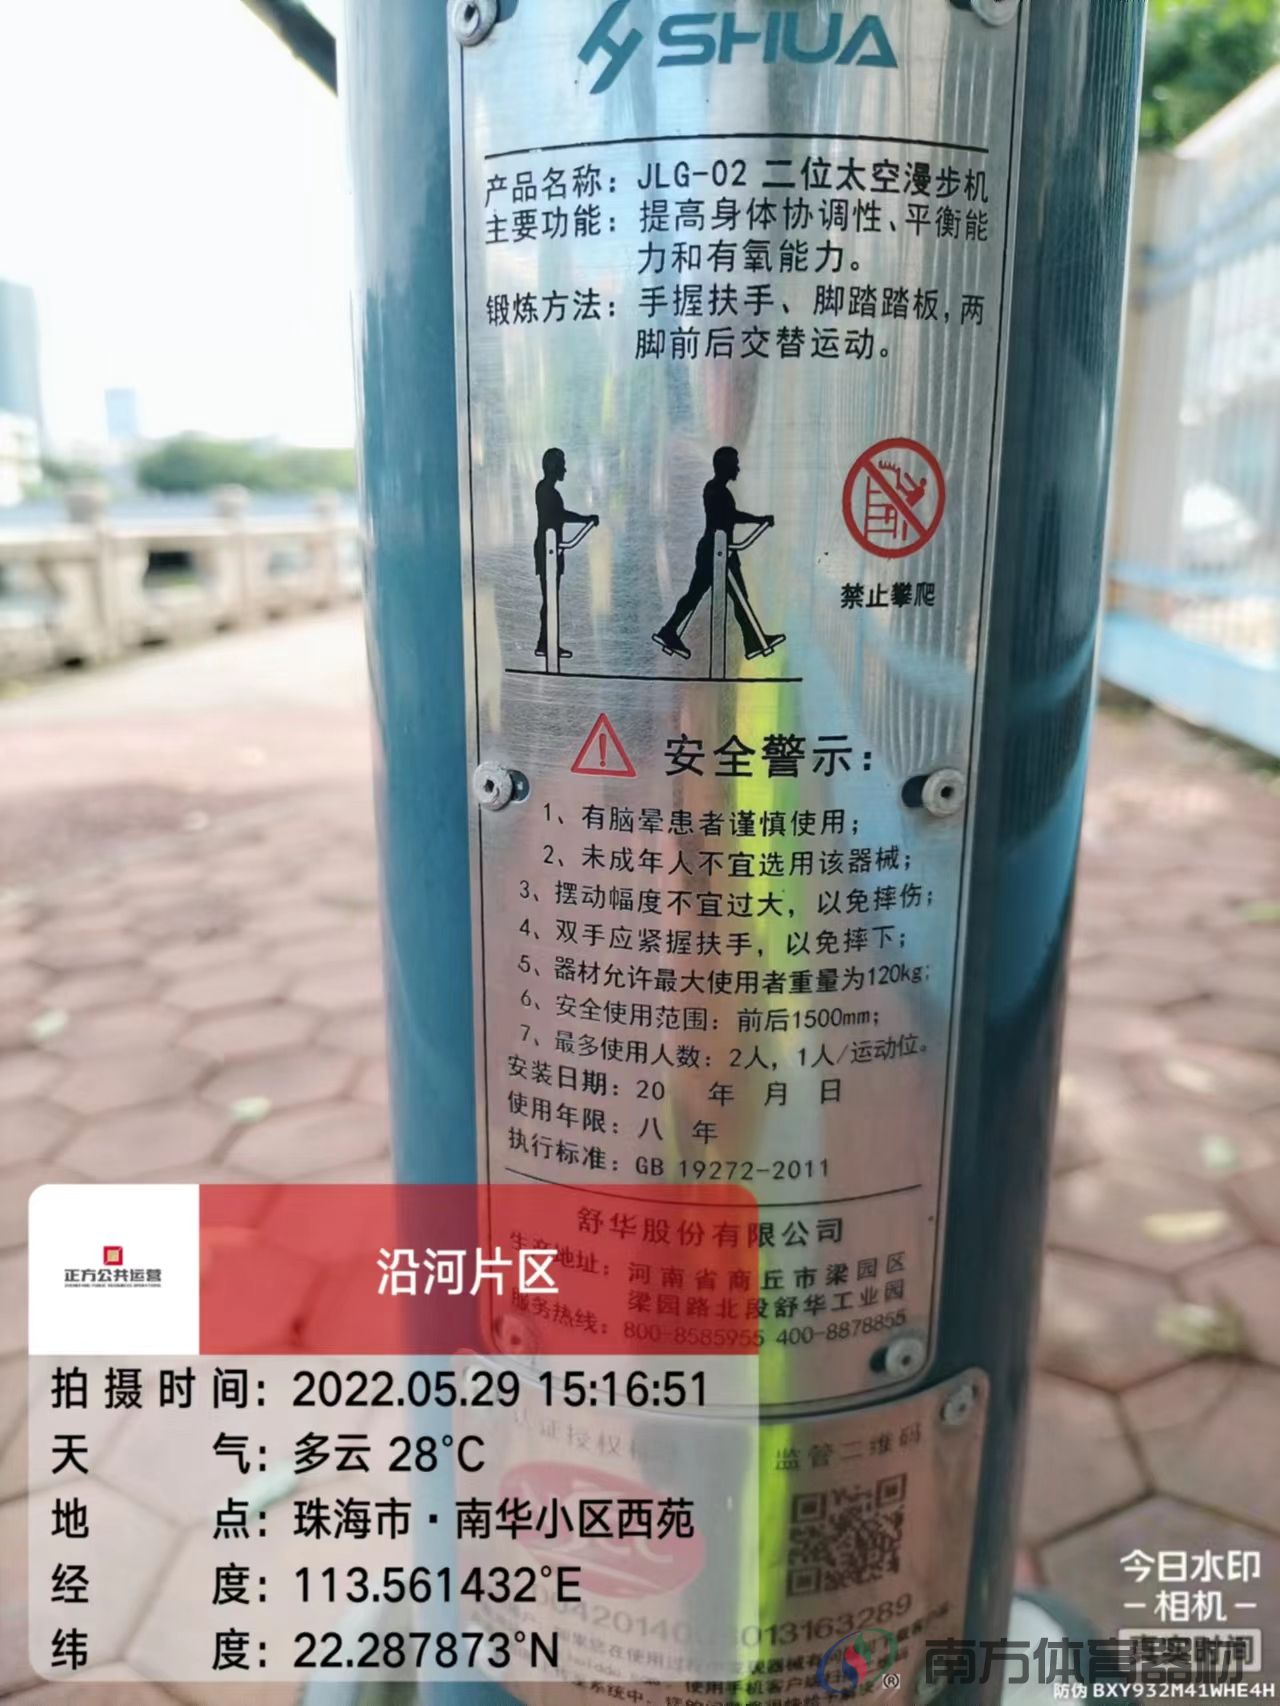 SHUA
产品名称：JLG-02 二位太空漫步机
主要功能：提高身体协调性、平衡能
力和有氧能力。
锻炼方法：手握扶手、脚踏踏板,两
脚前后交替运动。
禁止攀爬
安全警示：
1、有脑晕患者谨慎使用；
2、未成年人不宜选用该器械；
3、摆动幅度不宜过大，以免摔伤；
4、双手应紧握扶手，以免摔下；
5、器材允许最大使用者重量为120kg；
6、安全使用范围：前后1500mm；
7、最多使用人数：2人，1人/运动位。
安装日期：20 年 月 日
使用年限：八 年
执行标准：GB 19272-2011
舒华股份有限公司
生产地址：河南省商丘市梁园区
梁园路北段舒华工业园
服务热线：800-8585955 400-8878855
认证授权标
监管二维码
013163289
正方公共运营
沿河片区
拍摄时间：2022.05.29 15:16:51
天气：多云 28℃
地点：珠海市·南华小区西苑
经度：113.561432°E
纬度：22.287873°N
今日水印
-相机-
真实时间
防伪 BXY932M41WHE4H
南方体育器材
®